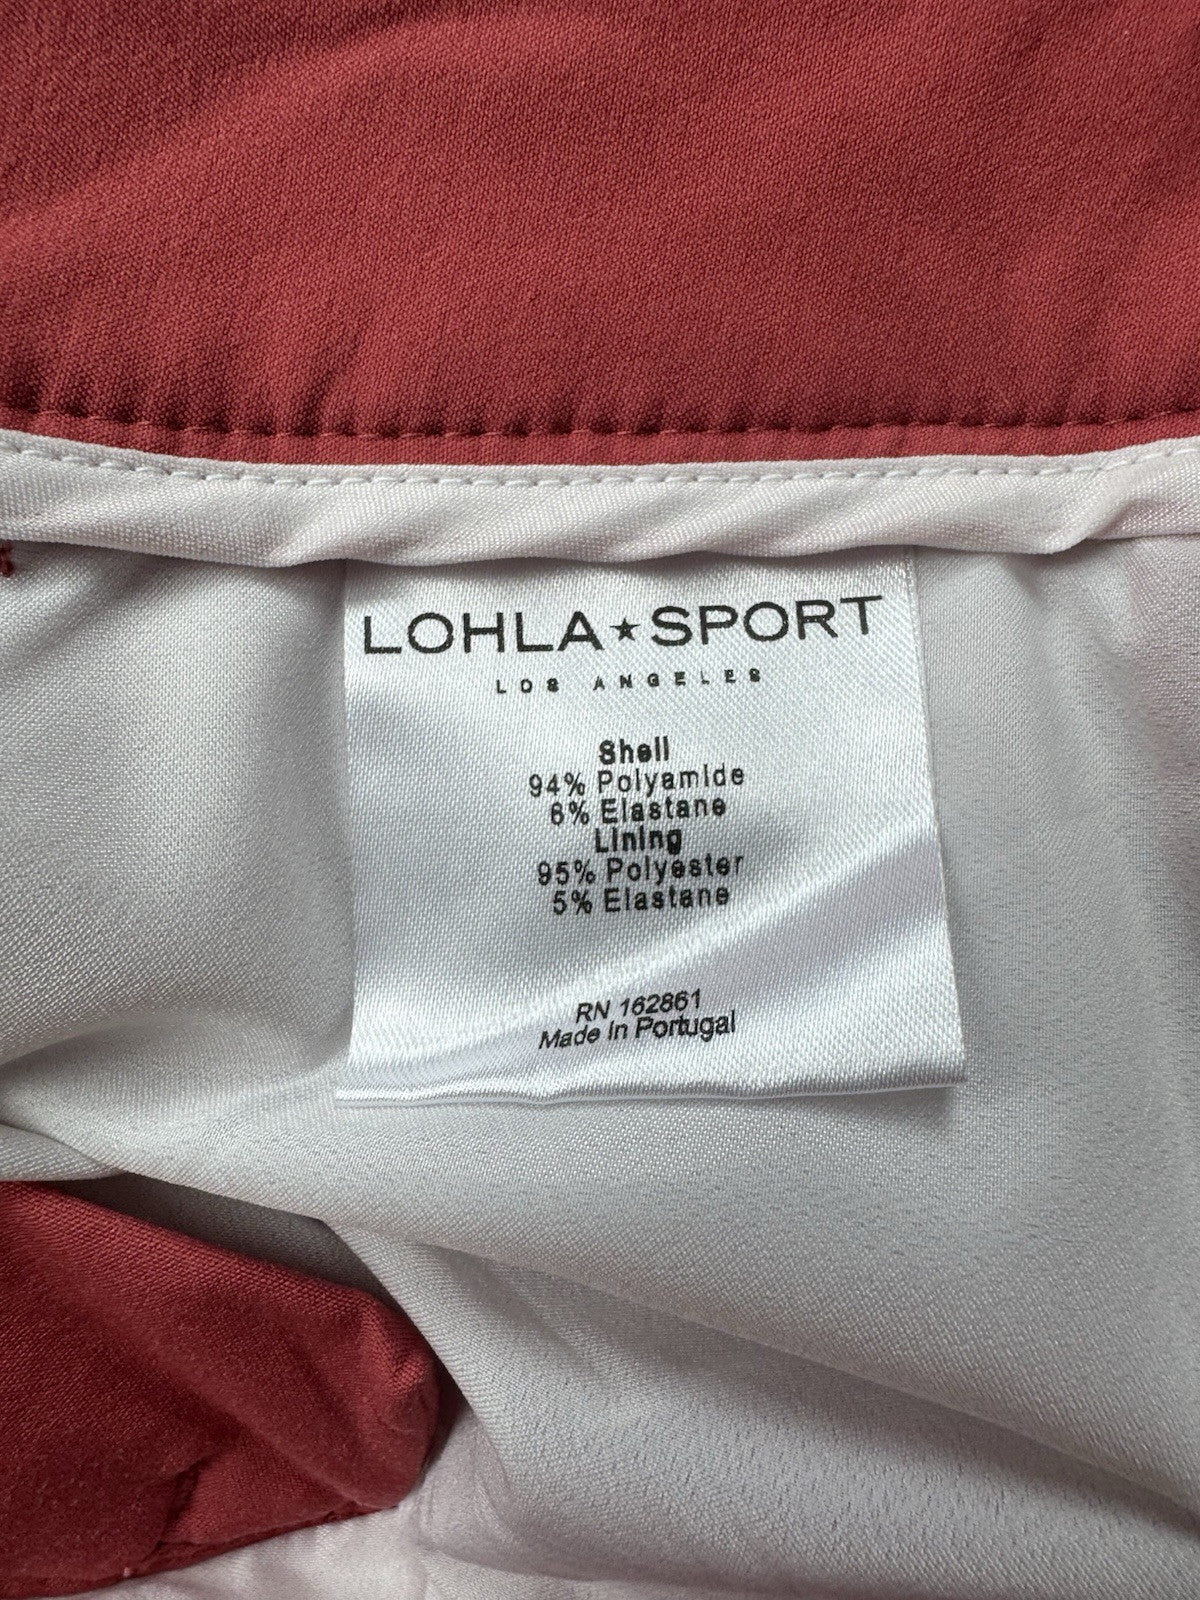 LOHLA★SPORT
LOS ANGELES
Shell
94% Polyamide
6% Elastane
Lining
95% Polyester
5% Elastane
RN 162861
Made In Portugal